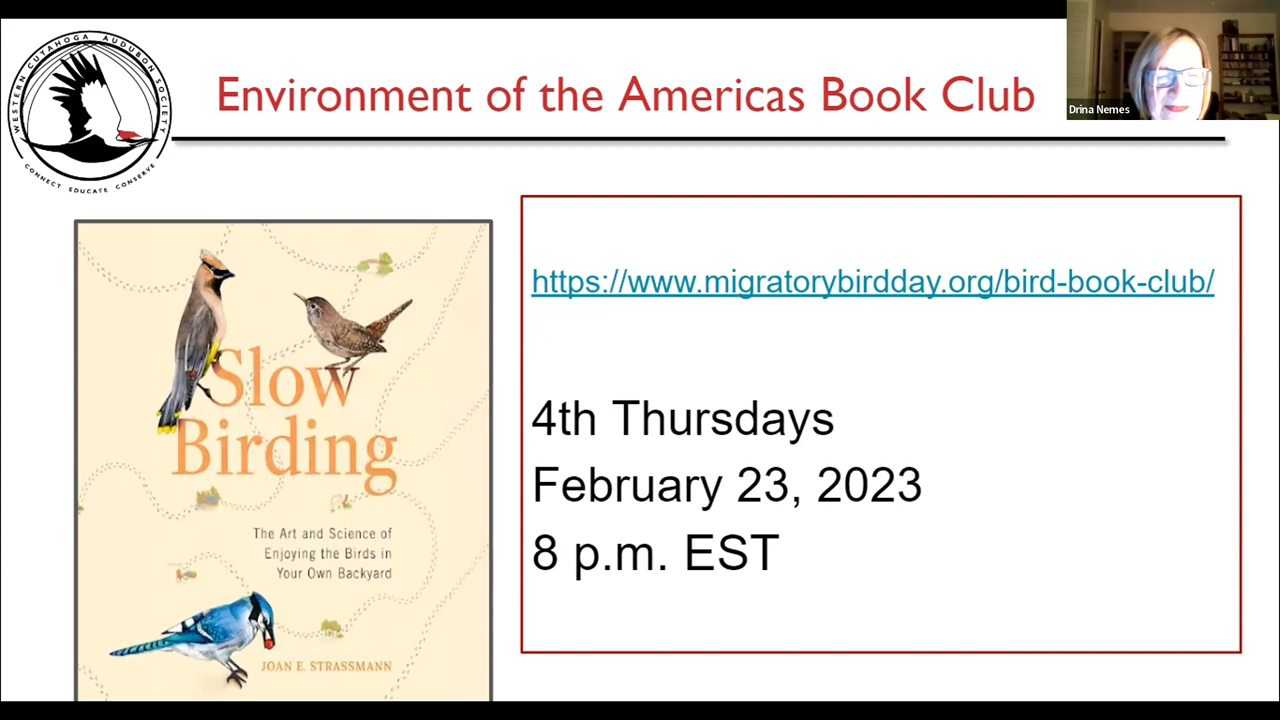 WESTERN CUYAHOGA AUDUBON SOCIETY
CONNECT EDUCATE CONSERVE
Environment of the Americas Book Club
Drina Nemes
Slow
Birding
The Art and Science of
Enjoying the Birds in
Your Own Backyard
JOAN E. STRASSMANN
https://www.migratorybirdday.org/bird-book-club/
4th Thursdays
February 23, 2023
8 p.m. EST